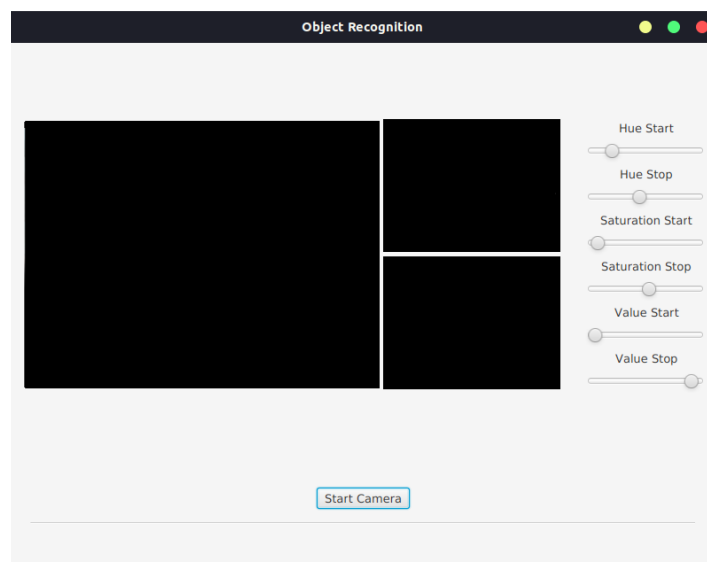 Object Recognition
Hue Start
Hue Stop
Saturation Start
Saturation Stop
Value Start
Value Stop
Start Camera